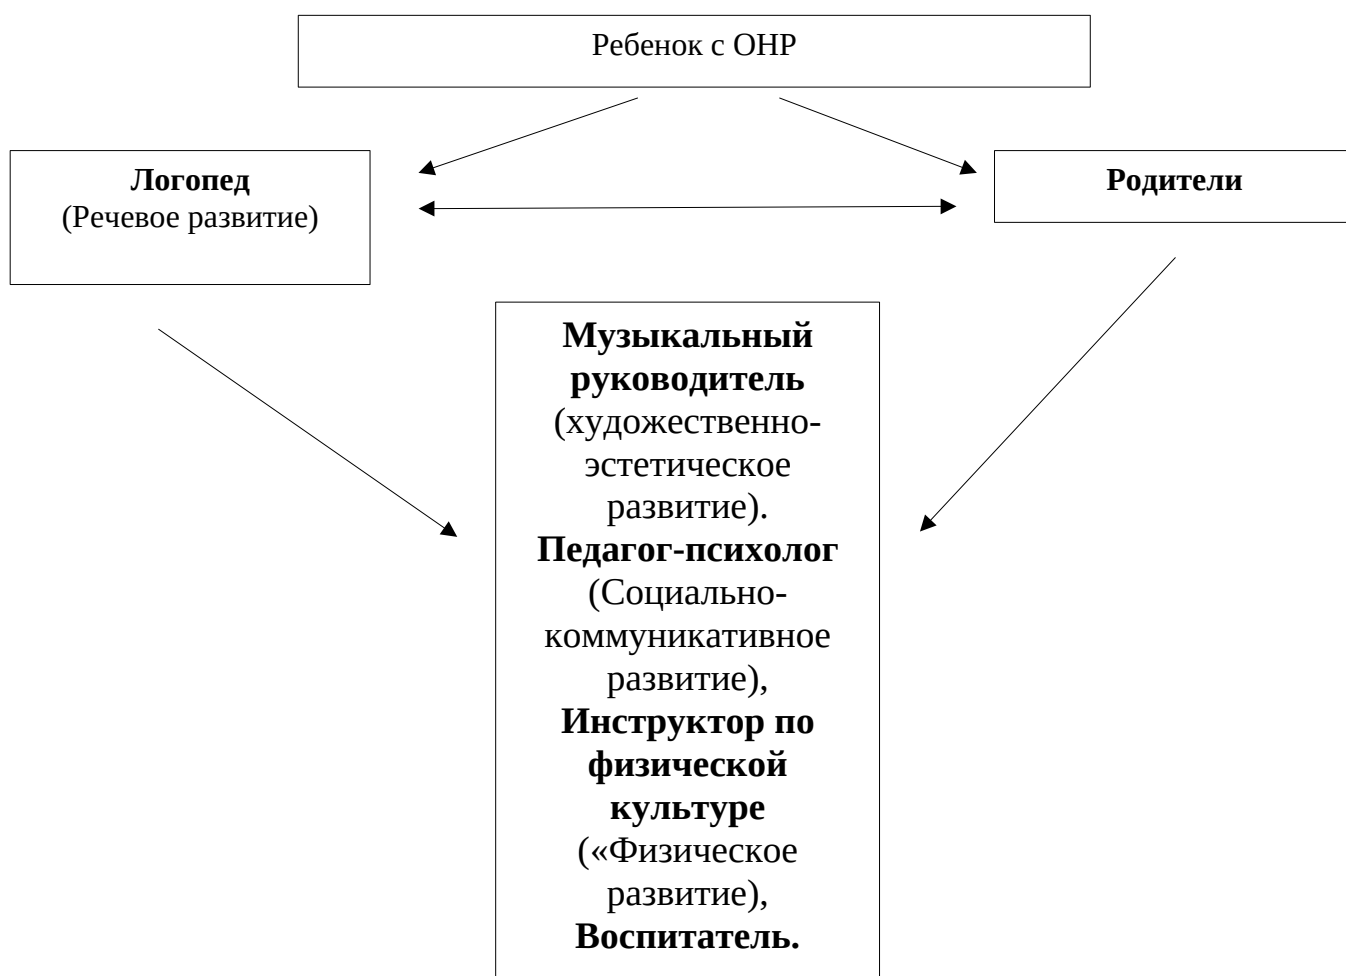 Ребенок с ОНР
Логопед
(Речевое развитие)
Родители
Музыкальный
руководитель
(художественно-
эстетическое
развитие).
Педагог-психолог
(Социально-
коммуникативное
развитие),
Инструктор по
физической
культуре
(«Физическое
развитие),
Воспитатель.